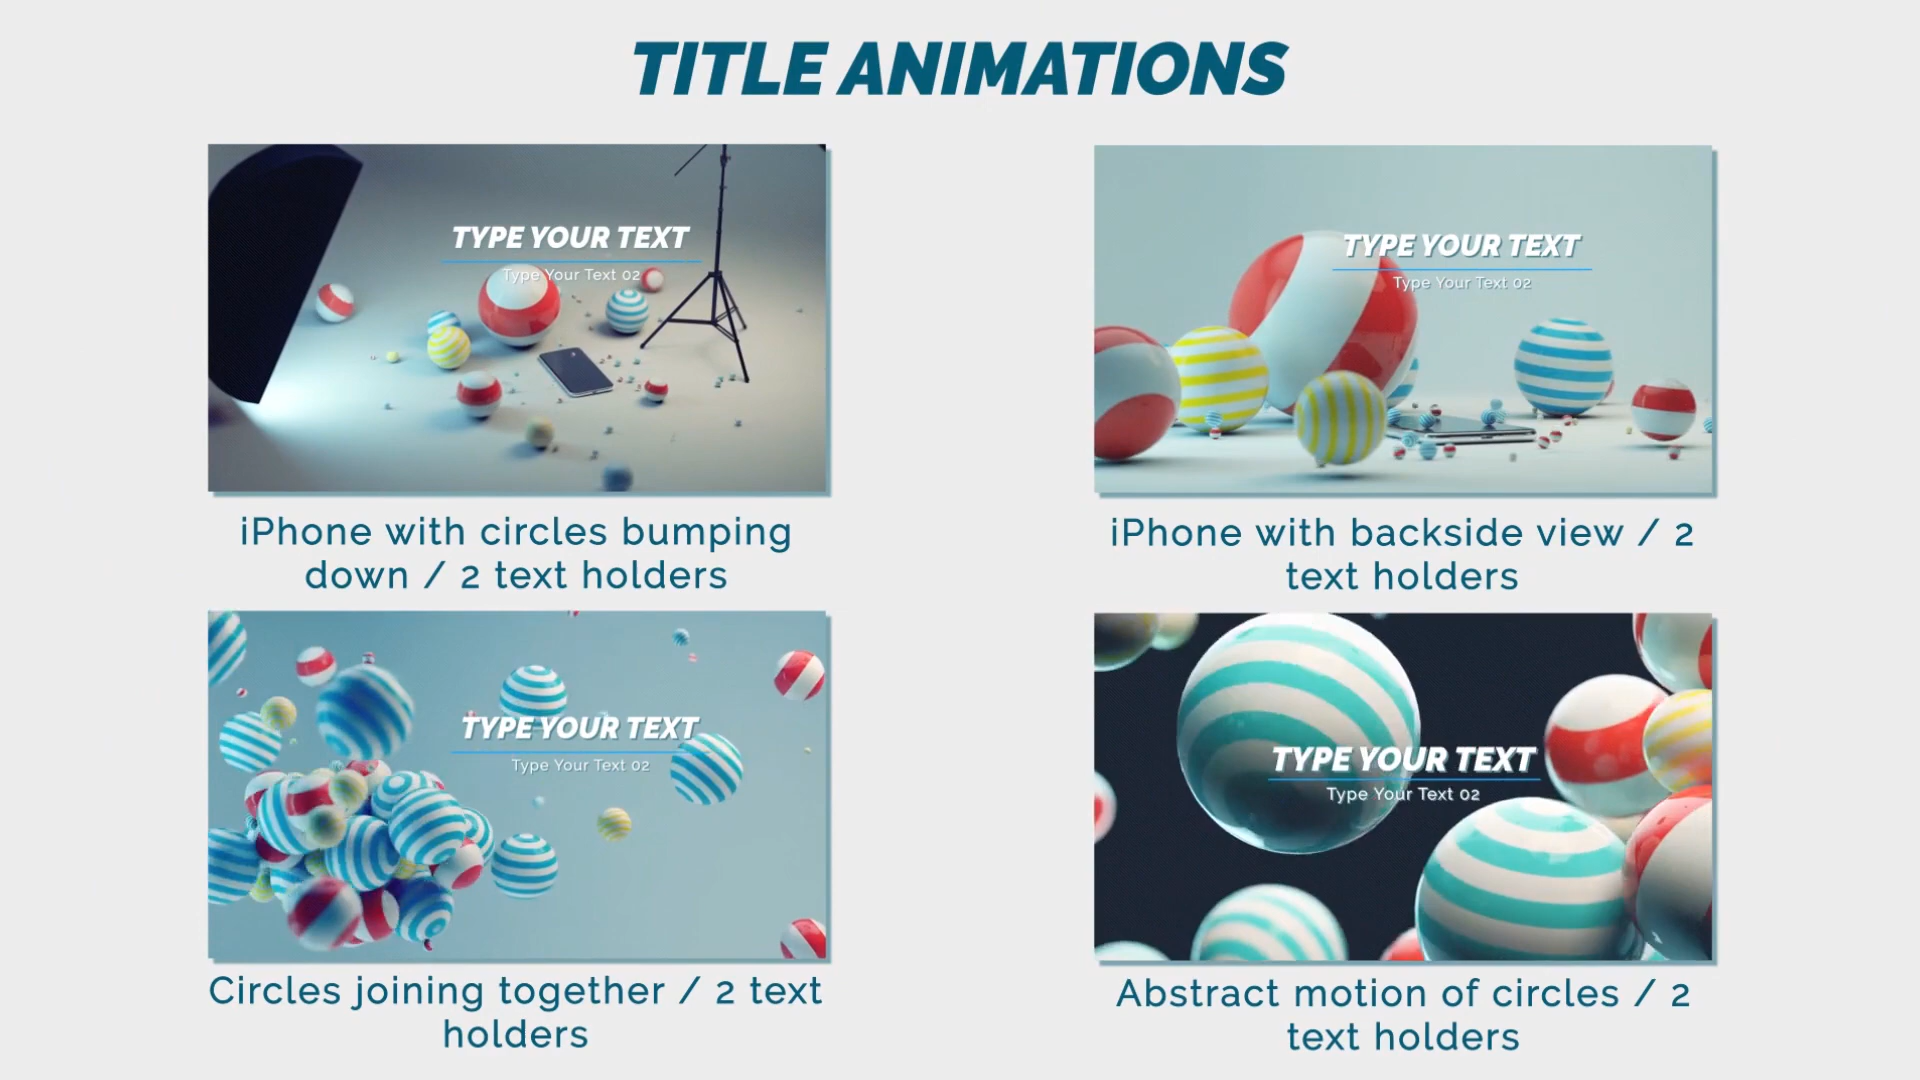 TITLE ANIMATIONS
TYPE YOUR TEXT
Type Your Text 02
iPhone with circles bumping
down / 2 text holders
TYPE YOUR TEXT
Type Your Text 02
iPhone with backside view / 2
text holders
TYPE YOUR TEXT
Type Your Text 02
Circles joining together / 2 text
holders
TYPE YOUR TEXT
Type Your Text 02
Abstract motion of circles / 2
text holders